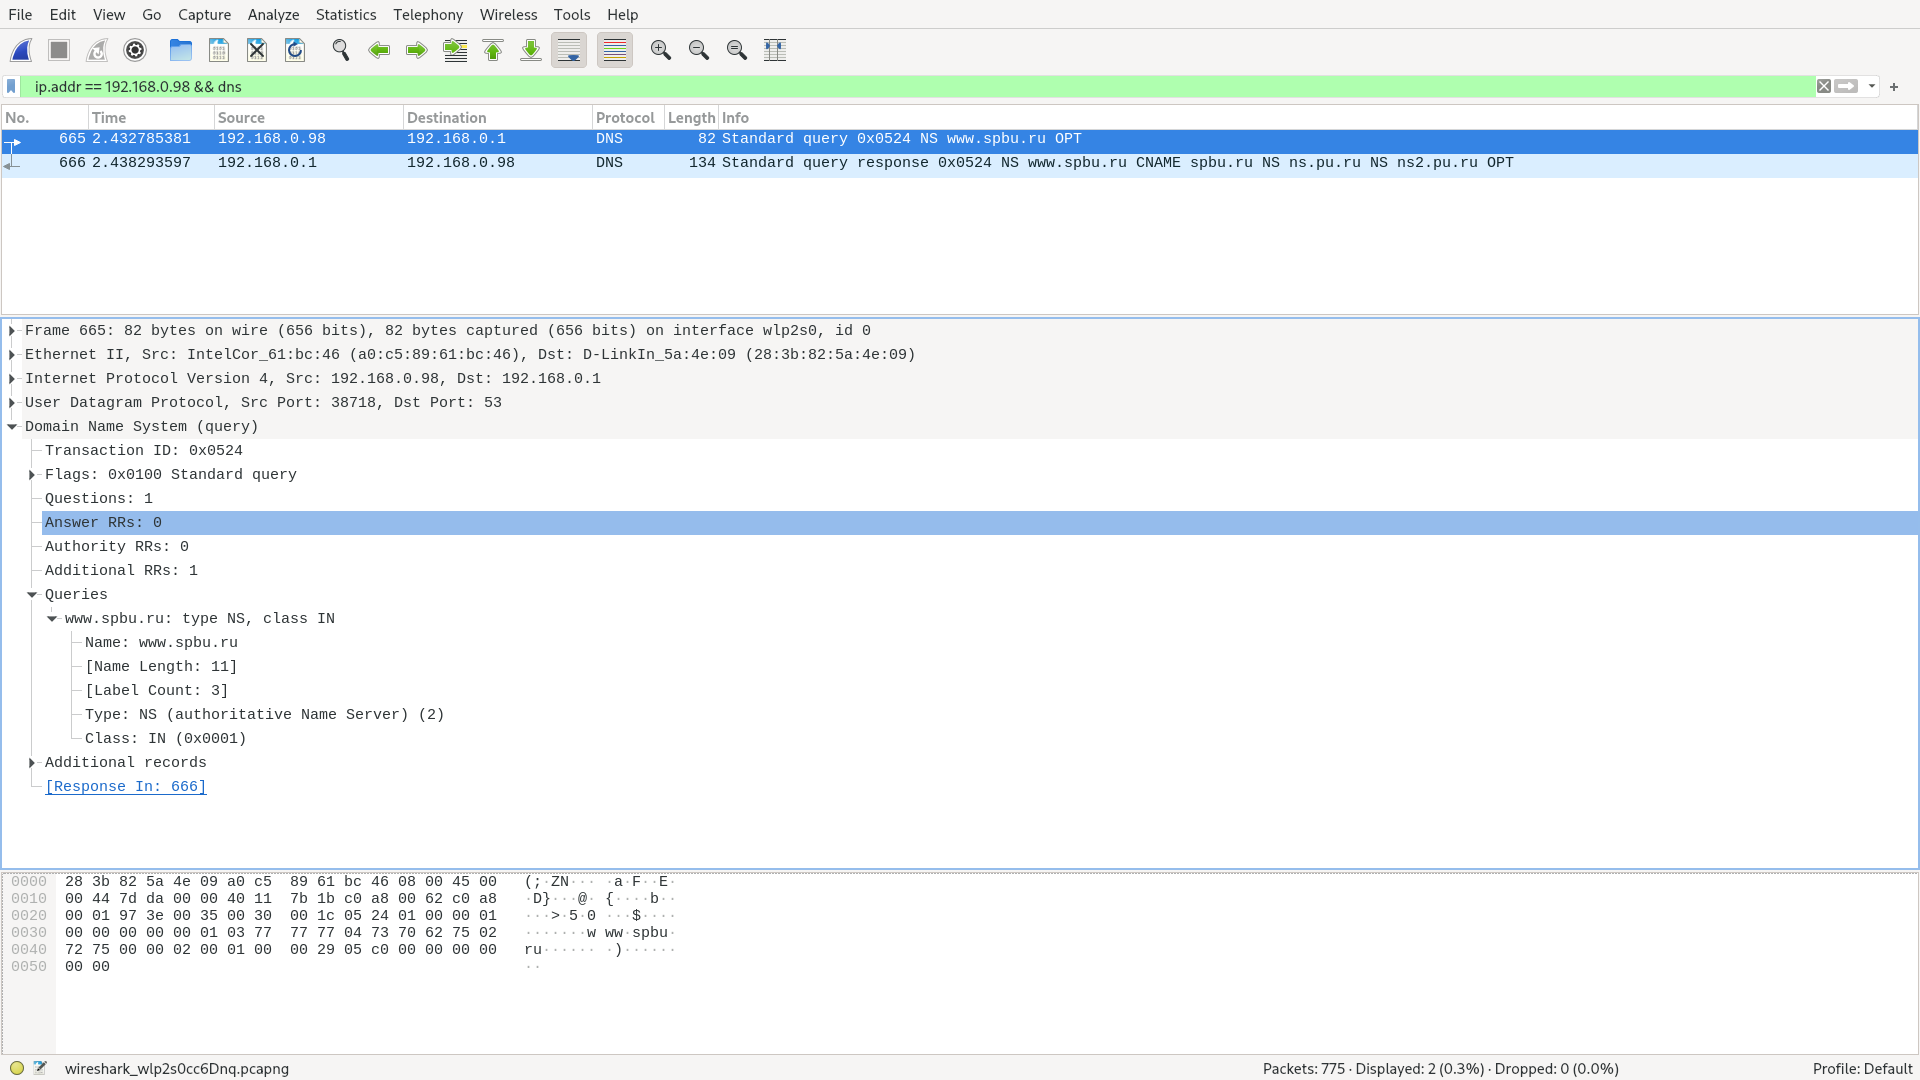 File Edit View Go Capture Analyze Statistics Telephony Wireless Tools Help
ip.addr == 192.168.0.98 && dns
No. Time Source Destination Protocol Length Info
665 2.432785381 192.168.0.98 192.168.0.1 DNS 82 Standard query 0x0524 NS www.spbu.ru OPT
666 2.438293597 192.168.0.1 192.168.0.98 DNS 134 Standard query response 0x0524 NS www.spbu.ru CNAME spbu.ru NS ns.pu.ru NS ns2.pu.ru OPT
Frame 665: 82 bytes on wire (656 bits), 82 bytes captured (656 bits) on interface wlp2s0, id 0
Ethernet II, Src: IntelCor_61:bc:46 (a0:c5:89:61:bc:46), Dst: D-LinkIn_5a:4e:09 (28:3b:82:5a:4e:09)
Internet Protocol Version 4, Src: 192.168.0.98, Dst: 192.168.0.1
User Datagram Protocol, Src Port: 38718, Dst Port: 53
Domain Name System (query)
Transaction ID: 0x0524
Flags: 0x0100 Standard query
Questions: 1
Answer RRs: 0
Authority RRs: 0
Additional RRs: 1
Queries
www.spbu.ru: type NS, class IN
Name: www.spbu.ru
[Name Length: 11]
[Label Count: 3]
Type: NS (authoritative Name Server) (2)
Class: IN (0x0001)
Additional records
[Response In: 666]
0000 28 3b 82 5a 4e 09 a0 c5 89 61 bc 46 08 00 45 00 (;·ZN··· ·a·F··E·
0010 00 44 7d da 00 00 40 11 7b 1b c0 a8 00 62 c0 a8 ·D}···@· {····b··
0020 00 01 97 3e 00 35 00 30 00 1c 05 24 01 00 00 01 ···>·5·0 ···$····
0030 00 00 00 00 00 01 03 77 77 77 04 73 70 62 75 02 ·······w ww·spbu·
0040 72 75 00 00 02 00 01 00 00 29 05 c0 00 00 00 00 ru······ ·)······
0050 00 00 ··
wireshark_wlp2s0cc6Dnq.pcapng Packets: 775 · Displayed: 2 (0.3%) · Dropped: 0 (0.0%) Profile: Default